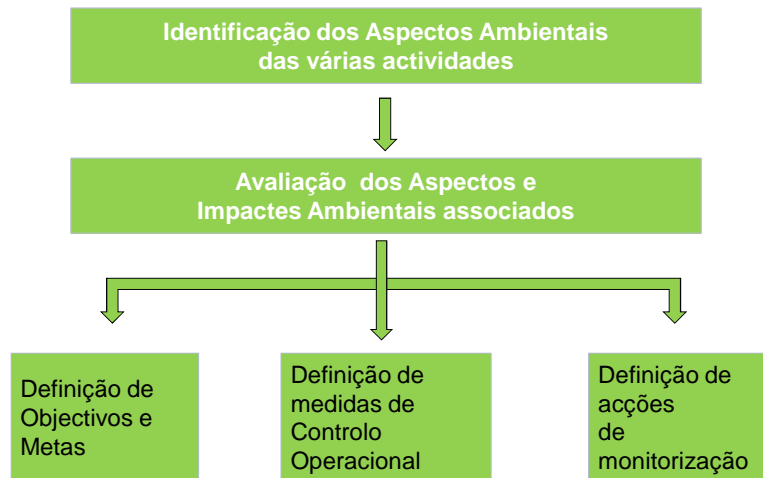 Identificação dos Aspectos Ambientais
das várias actividades
Avaliação dos Aspectos e
Impactes Ambientais associados
Definição de
Objectivos e
Metas
Definição de
medidas de
Controlo
Operacional
Definição de
acções
de
monitorização